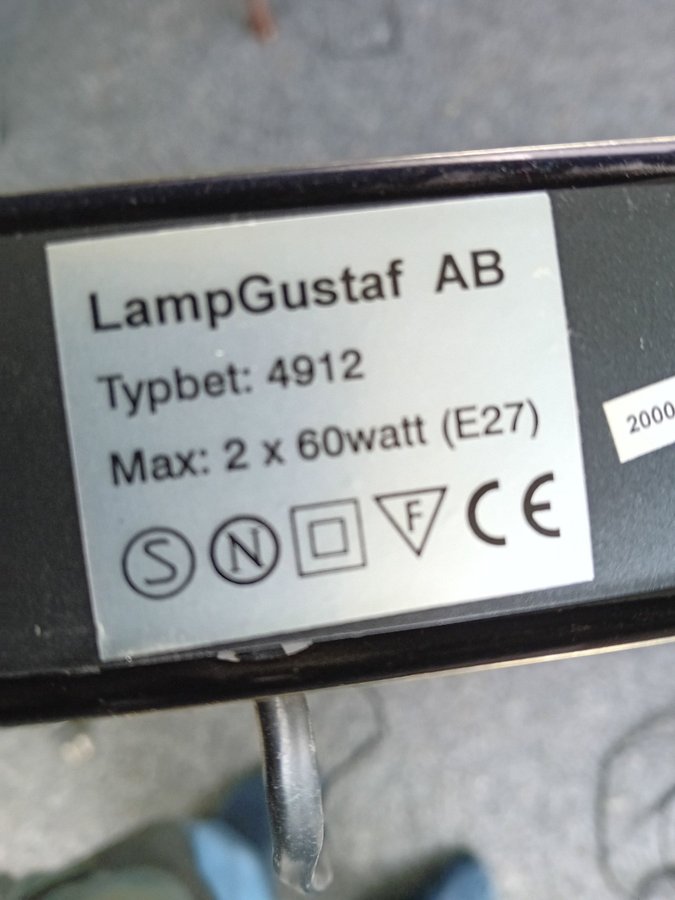 LampGustaf AB
Typbet: 4912
Max: 2 x 60watt (E27)
S N F CE
2000